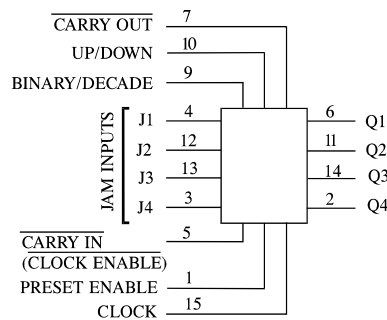 CARRY OUT 7
UP/DOWN 10
BINARY/DECADE 9
JAM INPUTS
J1 4 6 Q1
J2 12 11 Q2
J3 13 14 Q3
J4 3 2 Q4
CARRY IN 5
(CLOCK ENABLE)
PRESET ENABLE 1
CLOCK 15